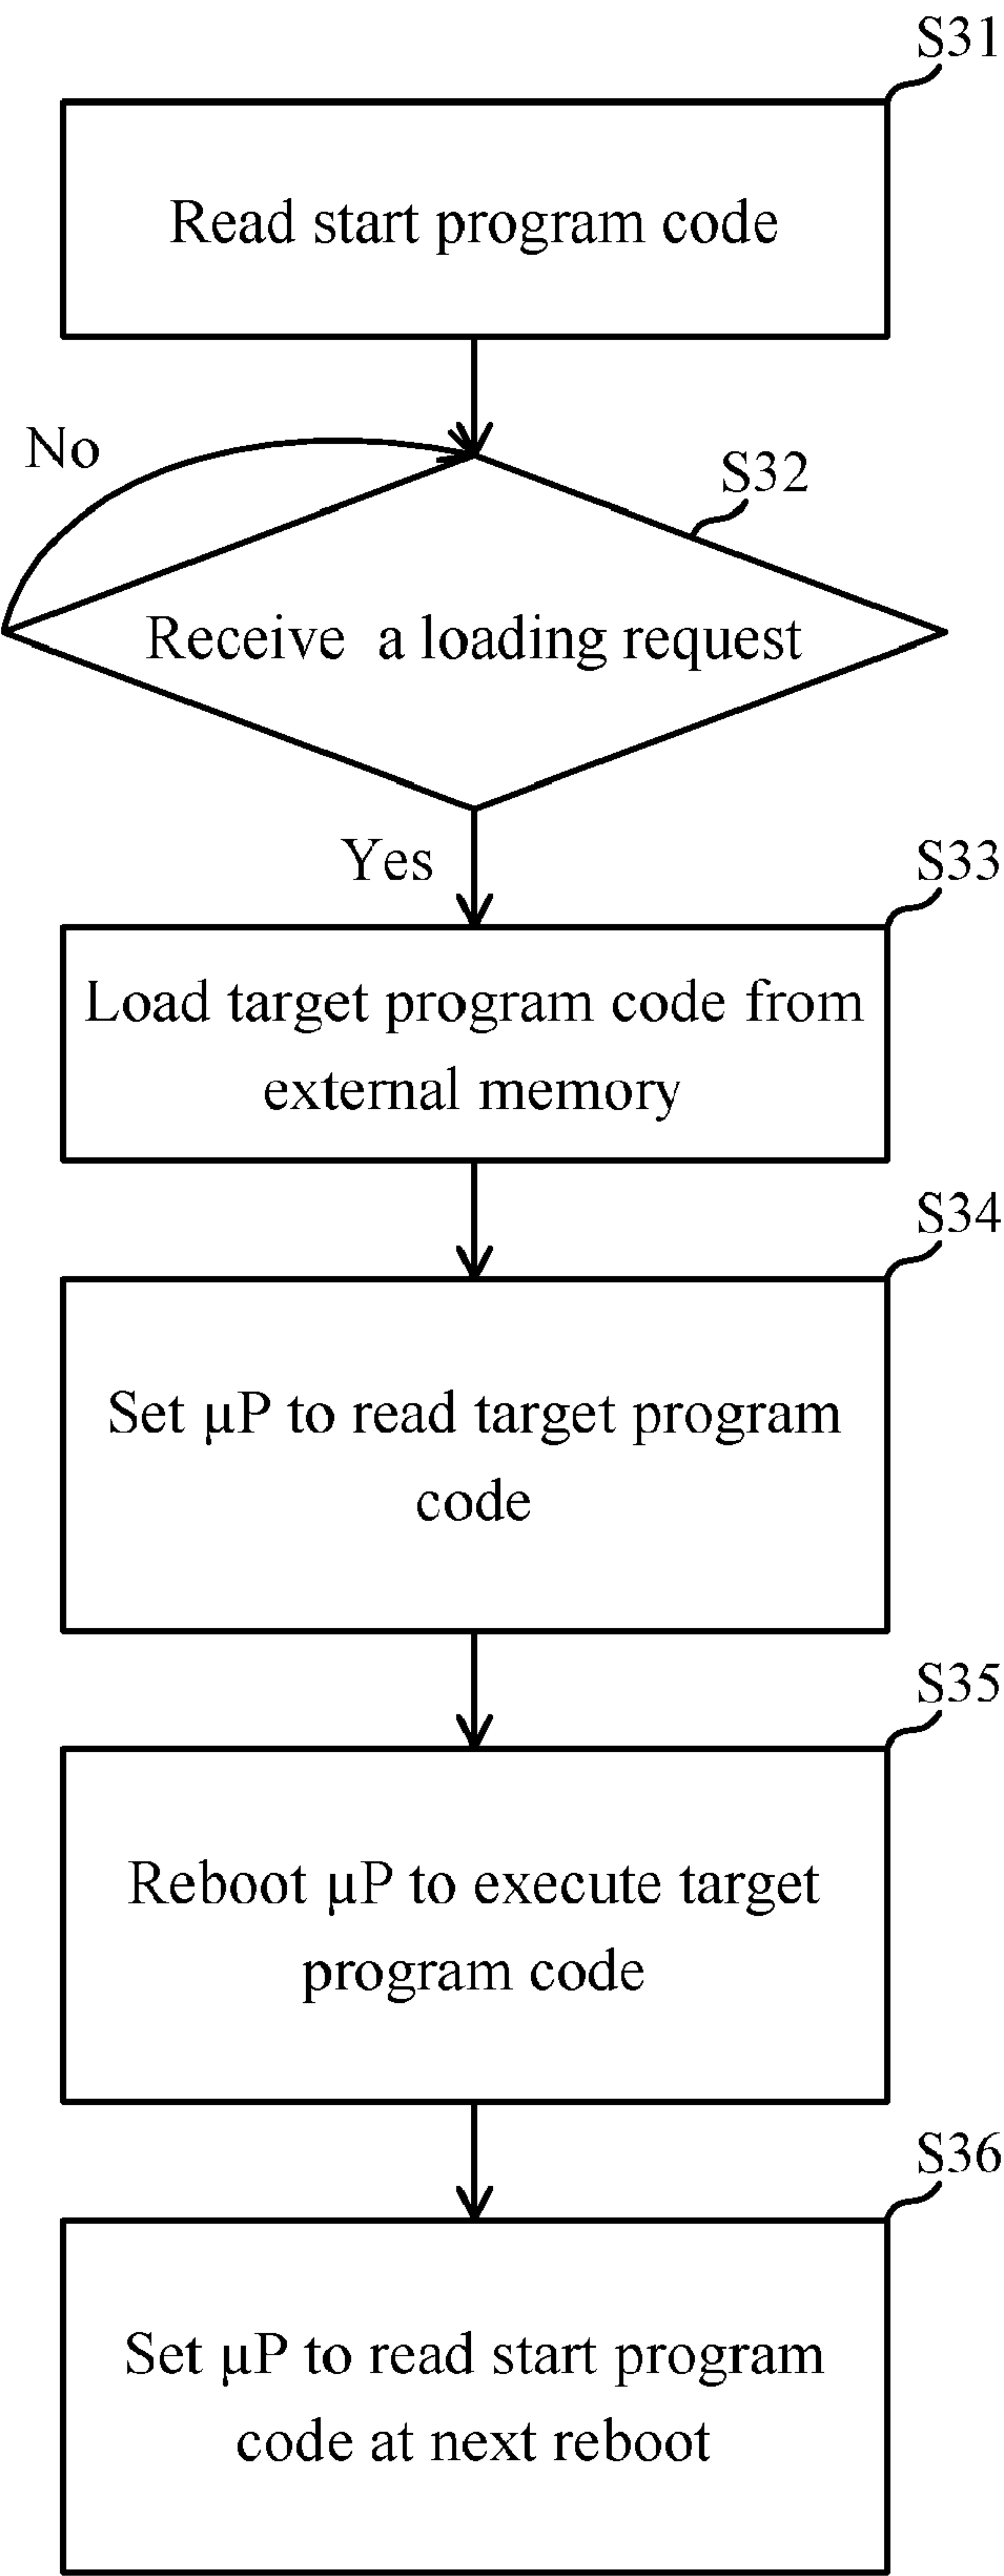 S31
Read start program code
No
S32
Receive a loading request
Yes
S33
Load target program code from
external memory
S34
Set μP to read target program
code
S35
Reboot μP to execute target
program code
S36
Set μP to read start program
code at next reboot